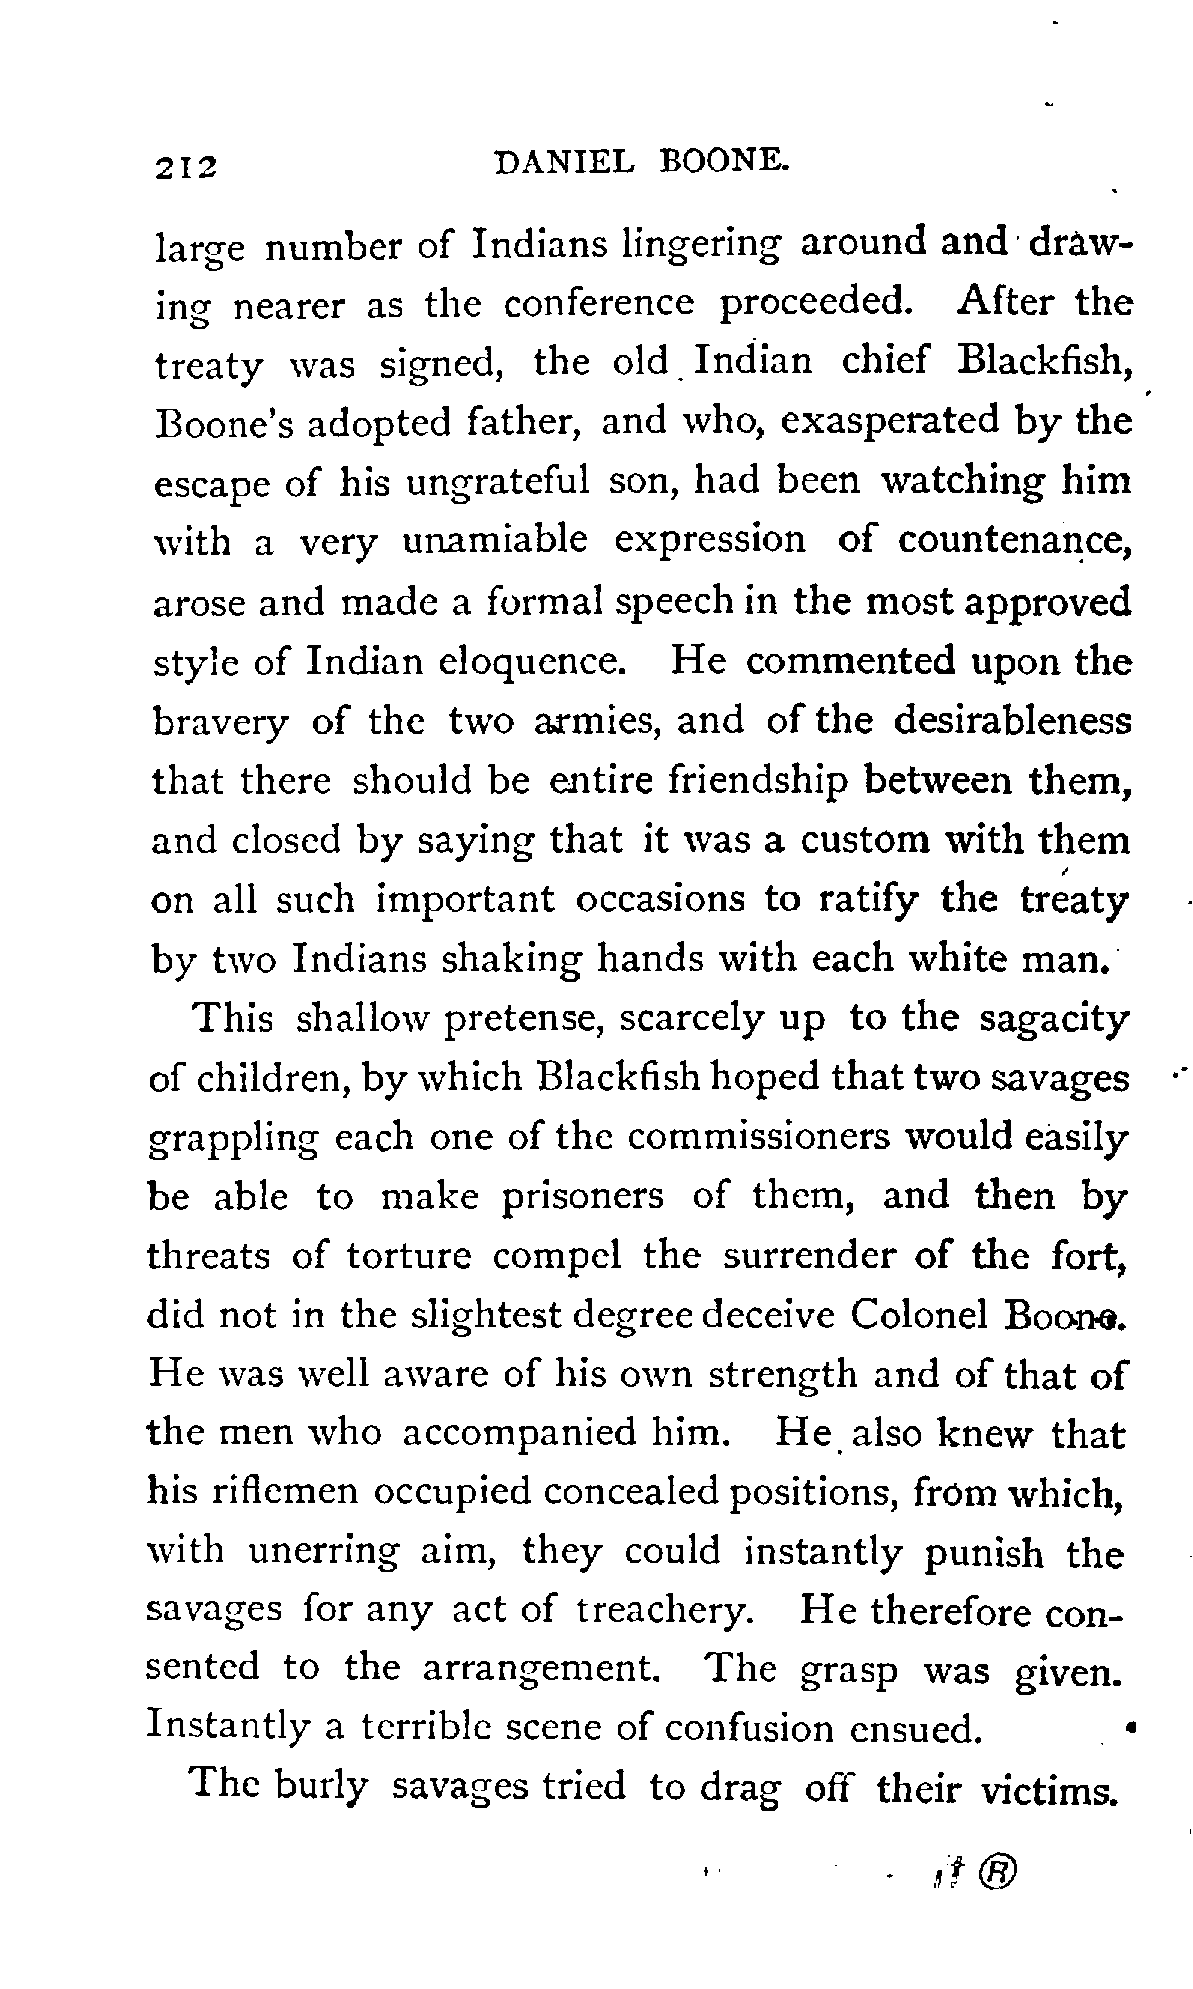 212 DANIEL BOONE.
large number of Indians lingering around and draw-
ing nearer as the conference proceeded. After the
treaty was signed, the old Indian chief Blackfish,
Boone's adopted father, and who, exasperated by the
escape of his ungrateful son, had been watching him
with a very unamiable expression of countenance,
arose and made a formal speech in the most approved
style of Indian eloquence. He commented upon the
bravery of the two armies, and of the desirableness
that there should be entire friendship between them,
and closed by saying that it was a custom with them
on all such important occasions to ratify the treaty
by two Indians shaking hands with each white man.
This shallow pretense, scarcely up to the sagacity
of children, by which Blackfish hoped that two savages
grappling each one of the commissioners would easily
be able to make prisoners of them, and then by
threats of torture compel the surrender of the fort,
did not in the slightest degree deceive Colonel Boone.
He was well aware of his own strength and of that of
the men who accompanied him. He also knew that
his riflemen occupied concealed positions, from which,
with unerring aim, they could instantly punish the
savages for any act of treachery. He therefore con-
sented to the arrangement. The grasp was given.
Instantly a terrible scene of confusion ensued.
The burly savages tried to drag off their victims.
®